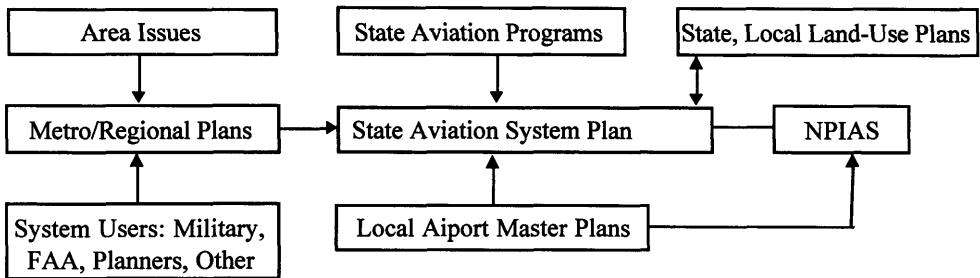 Area Issues
State Aviation Programs
State, Local Land-Use Plans
Metro/Regional Plans
State Aviation System Plan
NPIAS
System Users: Military,
FAA, Planners, Other
Local Aiport Master Plans